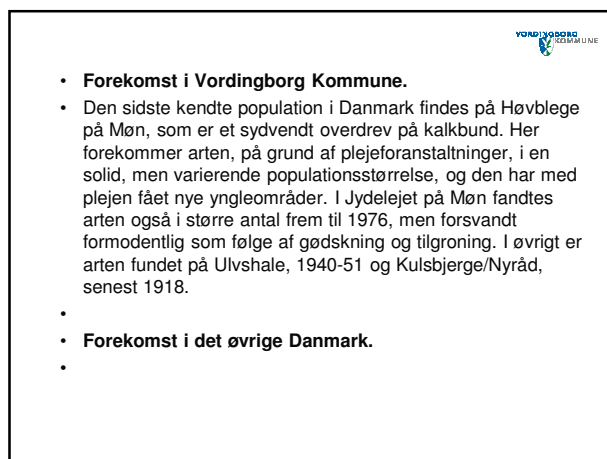 VORDINGBORG
KOMMUNE
• Forekomst i Vordingborg Kommune.
• Den sidste kendte population i Danmark findes på Høvblege
på Møn, som er et sydvendt overdrev på kalkbund. Her
forekommer arten, på grund af plejeforanstaltninger, i en
solid, men varierende populationsstørrelse, og den har med
plejen fået nye yngleområder. I Jydelejet på Møn fandtes
arten også i større antal frem til 1976, men forsvandt
formodentlig som følge af gødskning og tilgroning. I øvrigt er
arten fundet på Ulvshale, 1940-51 og Kulsbjerge/Nyråd,
senest 1918.
•
• Forekomst i det øvrige Danmark.
•